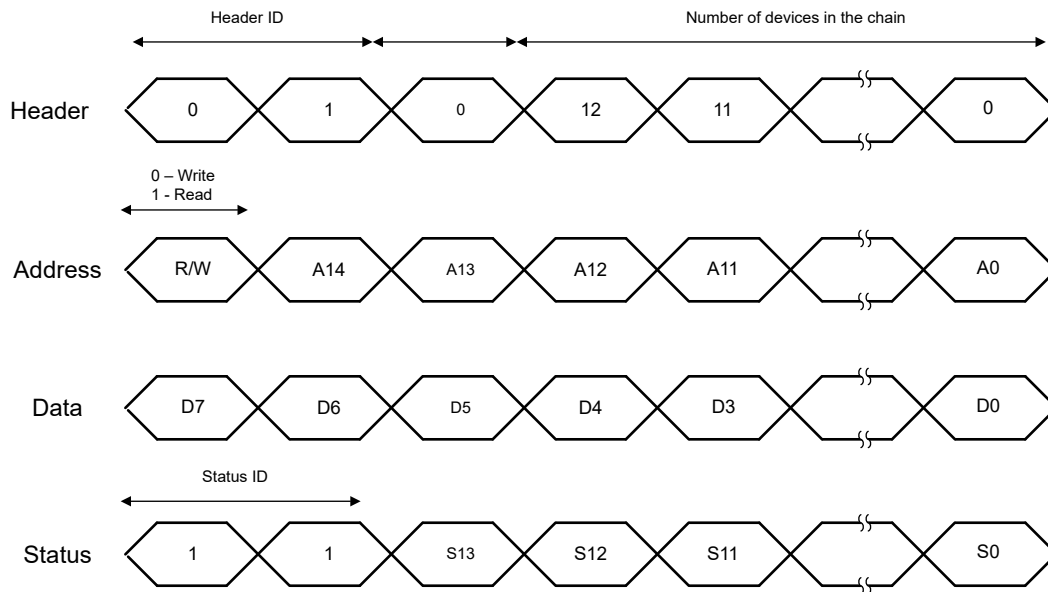 Header ID
Number of devices in the chain
Header 0 1 0 12 11 0
0 – Write
1 - Read
Address R/W A14 A13 A12 A11 A0
Data D7 D6 D5 D4 D3 D0
Status ID
Status 1 1 S13 S12 S11 S0